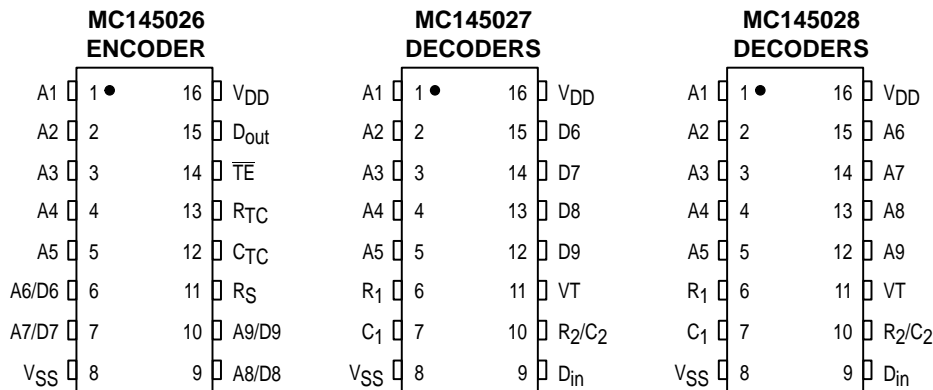 MC145026
ENCODER
A1 1 16 VDD
A2 2 15 Dout
A3 3 14 TE
A4 4 13 RTC
A5 5 12 CTC
A6/D6 6 11 RS
A7/D7 7 10 A9/D9
VSS 8 9 A8/D8
MC145027
DECODERS
A1 1 16 VDD
A2 2 15 D6
A3 3 14 D7
A4 4 13 D8
A5 5 12 D9
R1 6 11 VT
C1 7 10 R2/C2
VSS 8 9 Din
MC145028
DECODERS
A1 1 16 VDD
A2 2 15 A6
A3 3 14 A7
A4 4 13 A8
A5 5 12 A9
R1 6 11 VT
C1 7 10 R2/C2
VSS 8 9 Din